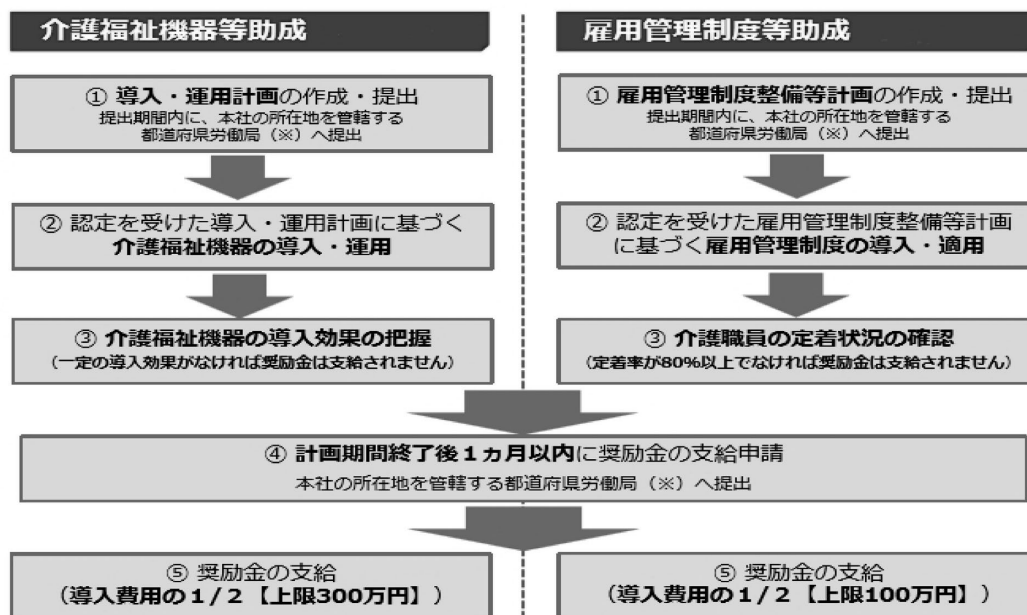 介護福祉機器等助成
① 導入・運用計画の作成・提出
提出期間内に、本社の所在地を管轄する
都道府県労働局（※）へ提出
② 認定を受けた導入・運用計画に基づく
介護福祉機器の導入・運用
③ 介護福祉機器の導入効果の把握
（一定の導入効果がなければ奨励金は支給されません）
雇用管理制度等助成
① 雇用管理制度整備等計画の作成・提出
提出期間内に、本社の所在地を管轄する
都道府県労働局（※）へ提出
② 認定を受けた雇用管理制度整備等計画
に基づく雇用管理制度の導入・適用
③ 介護職員の定着状況の確認
（定着率が80%以上でなければ奨励金は支給されません）
④ 計画期間終了後１ヵ月以内に奨励金の支給申請
本社の所在地を管轄する都道府県労働局（※）へ提出
⑤ 奨励金の支給
（導入費用の１/２【上限300万円】）
⑤ 奨励金の支給
（導入費用の１/２【上限100万円】）